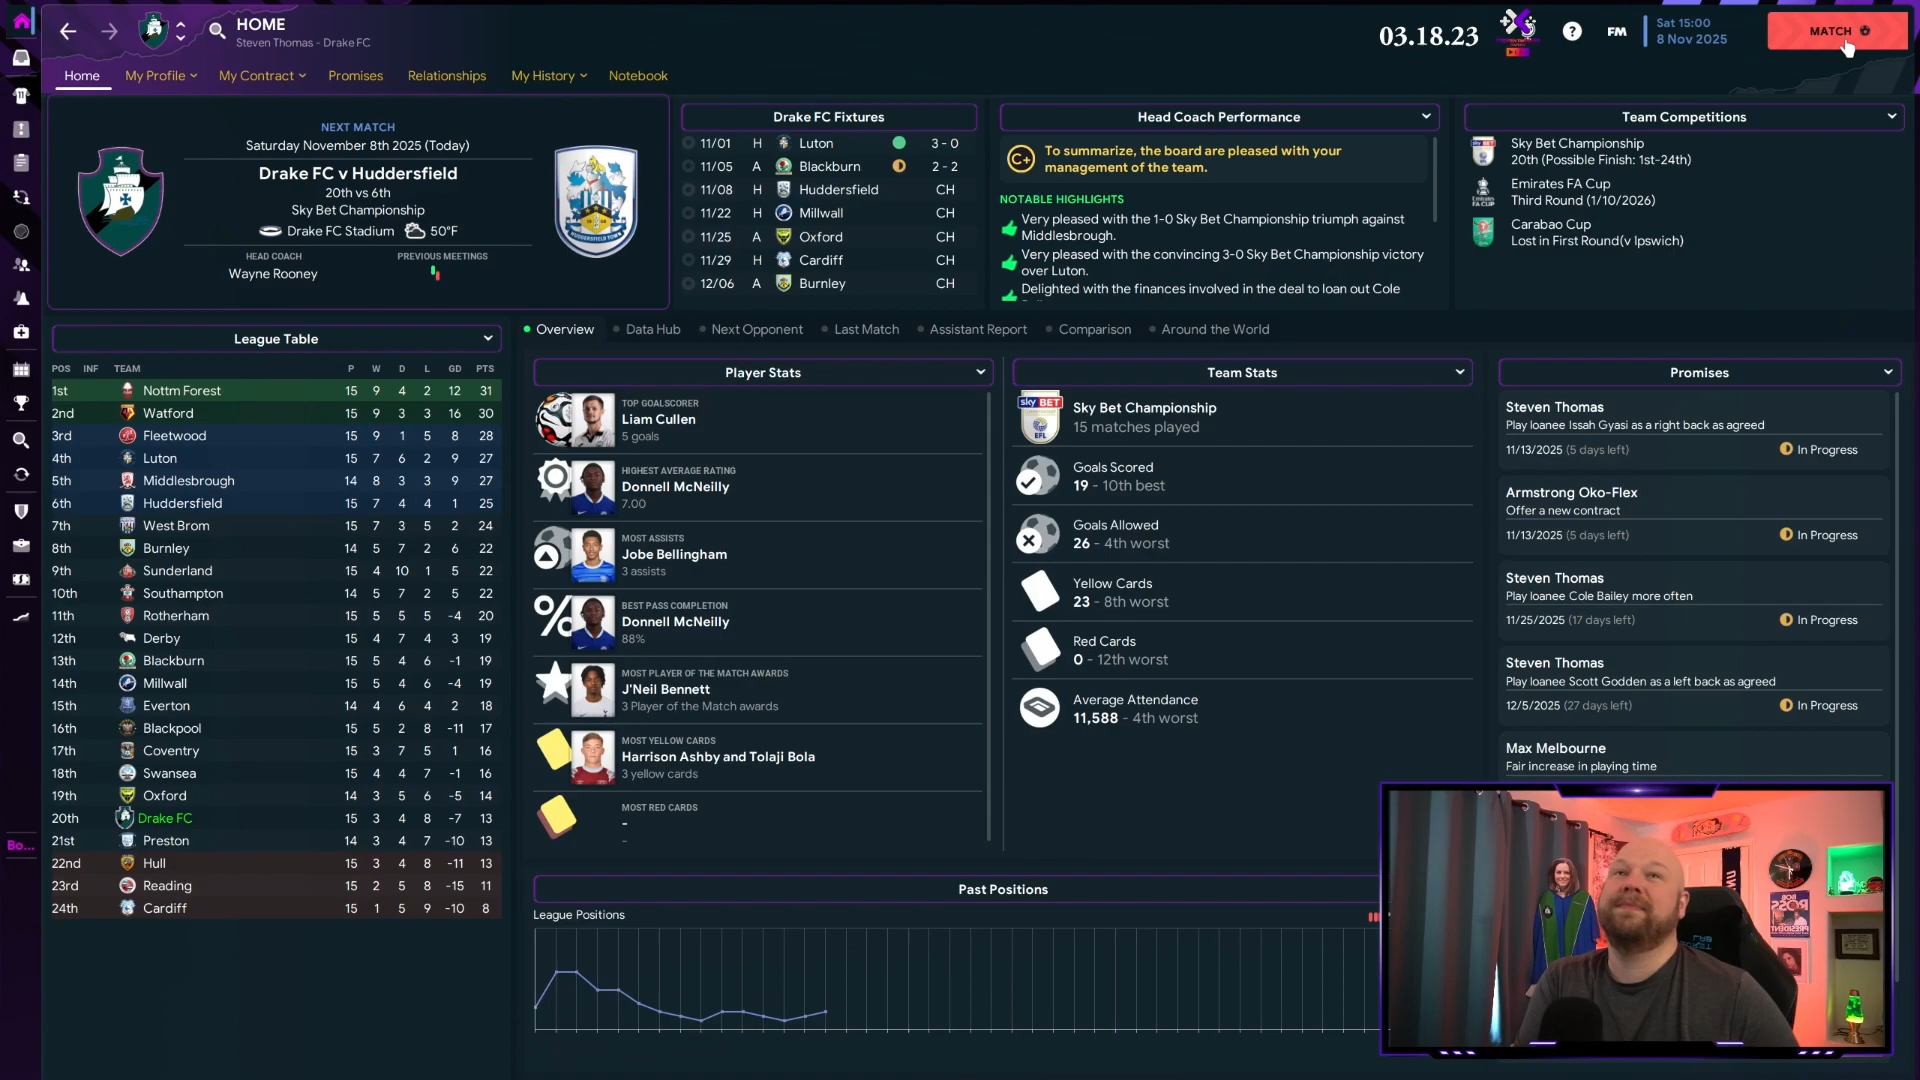 HOME
Steven Thomas - Drake FC
03.18.23
FM
Sat 15:00
8 Nov 2025
MATCH
Home
My Profile
My Contract
Promises
Relationships
My History
Notebook
NEXT MATCH
Saturday November 8th 2025 (Today)
Drake FC v Huddersfield
20th vs 6th
Sky Bet Championship
Drake FC Stadium 50°F
HEAD COACH
Wayne Rooney
PREVIOUS MEETINGS
Drake FC Fixtures
11/01 H Luton 3 - 0
11/05 A Blackburn 2 - 2
11/08 H Huddersfield CH
11/22 H Millwall CH
11/25 A Oxford CH
11/29 H Cardiff CH
12/06 A Burnley CH
Head Coach Performance
C+
To summarize, the board are pleased with your
management of the team.
NOTABLE HIGHLIGHTS
Very pleased with the 1-0 Sky Bet Championship triumph against
Middlesbrough.
Very pleased with the convincing 3-0 Sky Bet Championship victory
over Luton.
Delighted with the finances involved in the deal to loan out Cole
Team Competitions
Sky Bet Championship
20th (Possible Finish: 1st-24th)
Emirates FA Cup
Third Round (1/10/2026)
Carabao Cup
Lost in First Round(v Ipswich)
League Table
POS INF TEAM P W D L GD PTS
1st Nottm Forest 15 9 4 2 12 31
2nd Watford 15 9 3 3 16 30
3rd Fleetwood 15 9 1 5 8 28
4th Luton 15 7 6 2 9 27
5th Middlesbrough 14 8 3 3 9 27
6th Huddersfield 15 7 4 4 1 25
7th West Brom 15 7 3 5 2 24
8th Burnley 14 5 7 2 6 22
9th Sunderland 15 4 10 1 5 22
10th Southampton 14 5 7 2 5 22
11th Rotherham 15 5 5 5 -4 20
12th Derby 15 4 7 4 3 19
13th Blackburn 15 5 4 6 -1 19
14th Millwall 15 5 4 6 -4 19
15th Everton 14 4 6 4 2 18
16th Blackpool 15 5 2 8 -11 17
17th Coventry 15 3 7 5 1 16
18th Swansea 15 4 4 7 -1 16
19th Oxford 14 3 5 6 -5 14
20th Drake FC 15 3 4 8 -7 13
21st Preston 14 3 4 7 -10 13
22nd Hull 15 3 4 8 -11 13
23rd Reading 15 2 5 8 -15 11
24th Cardiff 15 1 5 9 -10 8
Bo...
Overview
Data Hub
Next Opponent
Last Match
Assistant Report
Comparison
Around the World
Player Stats
TOP GOALSCORER
Liam Cullen
5 goals
HIGHEST AVERAGE RATING
Donnell McNeilly
7.00
MOST ASSISTS
Jobe Bellingham
3 assists
BEST PASS COMPLETION
Donnell McNeilly
88%
MOST PLAYER OF THE MATCH AWARDS
J'Neil Bennett
3 Player of the Match awards
MOST YELLOW CARDS
Harrison Ashby and Tolaji Bola
3 yellow cards
MOST RED CARDS
-
-
Team Stats
sky BET
EFL
Sky Bet Championship
15 matches played
Goals Scored
19 - 10th best
Goals Allowed
26 - 4th worst
Yellow Cards
23 - 8th worst
Red Cards
0 - 12th worst
Average Attendance
11,588 - 4th worst
Promises
Steven Thomas
Play loanee Issah Gyasi as a right back as agreed
11/13/2025 (5 days left) In Progress
Armstrong Oko-Flex
Offer a new contract
11/13/2025 (5 days left) In Progress
Steven Thomas
Play loanee Cole Bailey more often
11/25/2025 (17 days left) In Progress
Steven Thomas
Play loanee Scott Godden as a left back as agreed
12/5/2025 (27 days left) In Progress
Max Melbourne
Fair increase in playing time
Past Positions
League Positions
BOB
ROSS
PRESIDENT